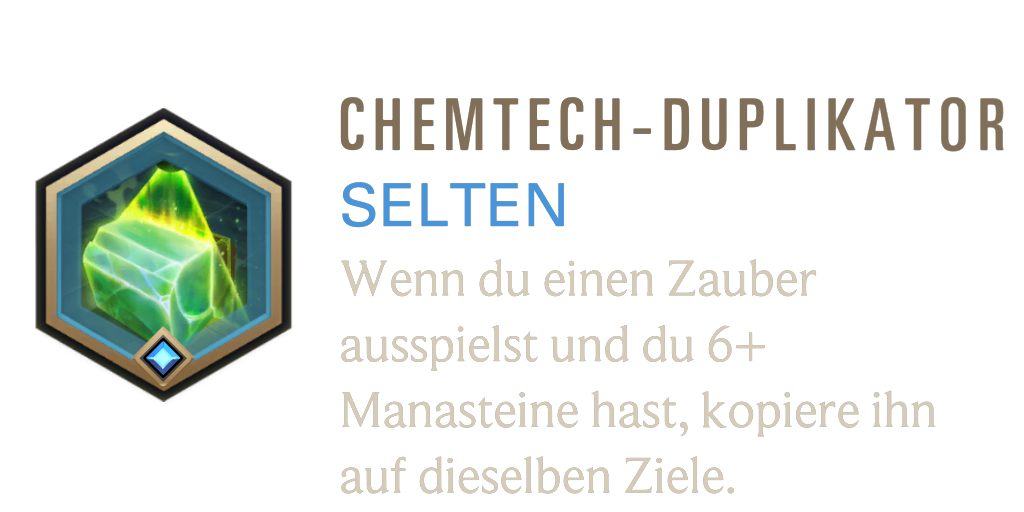 CHEMTECH-DUPLIKATOR
SELTEN
Wenn du einen Zauber
ausspielst und du 6+
Manasteine hast, kopiere ihn
auf dieselben Ziele.